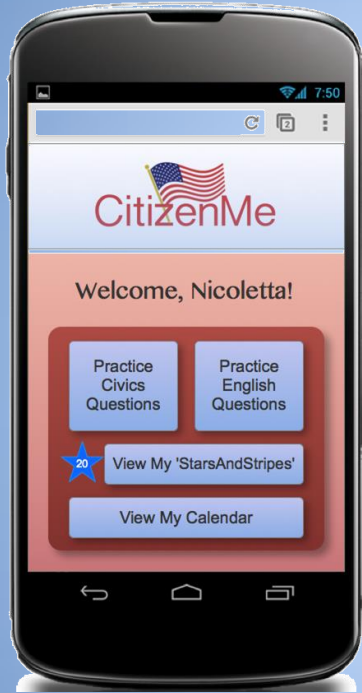 7:50
2
CitizenMe
Welcome, Nicoletta!
Practice
Civics
Questions
Practice
English
Questions
20
View My 'StarsAndStripes'
View My Calendar